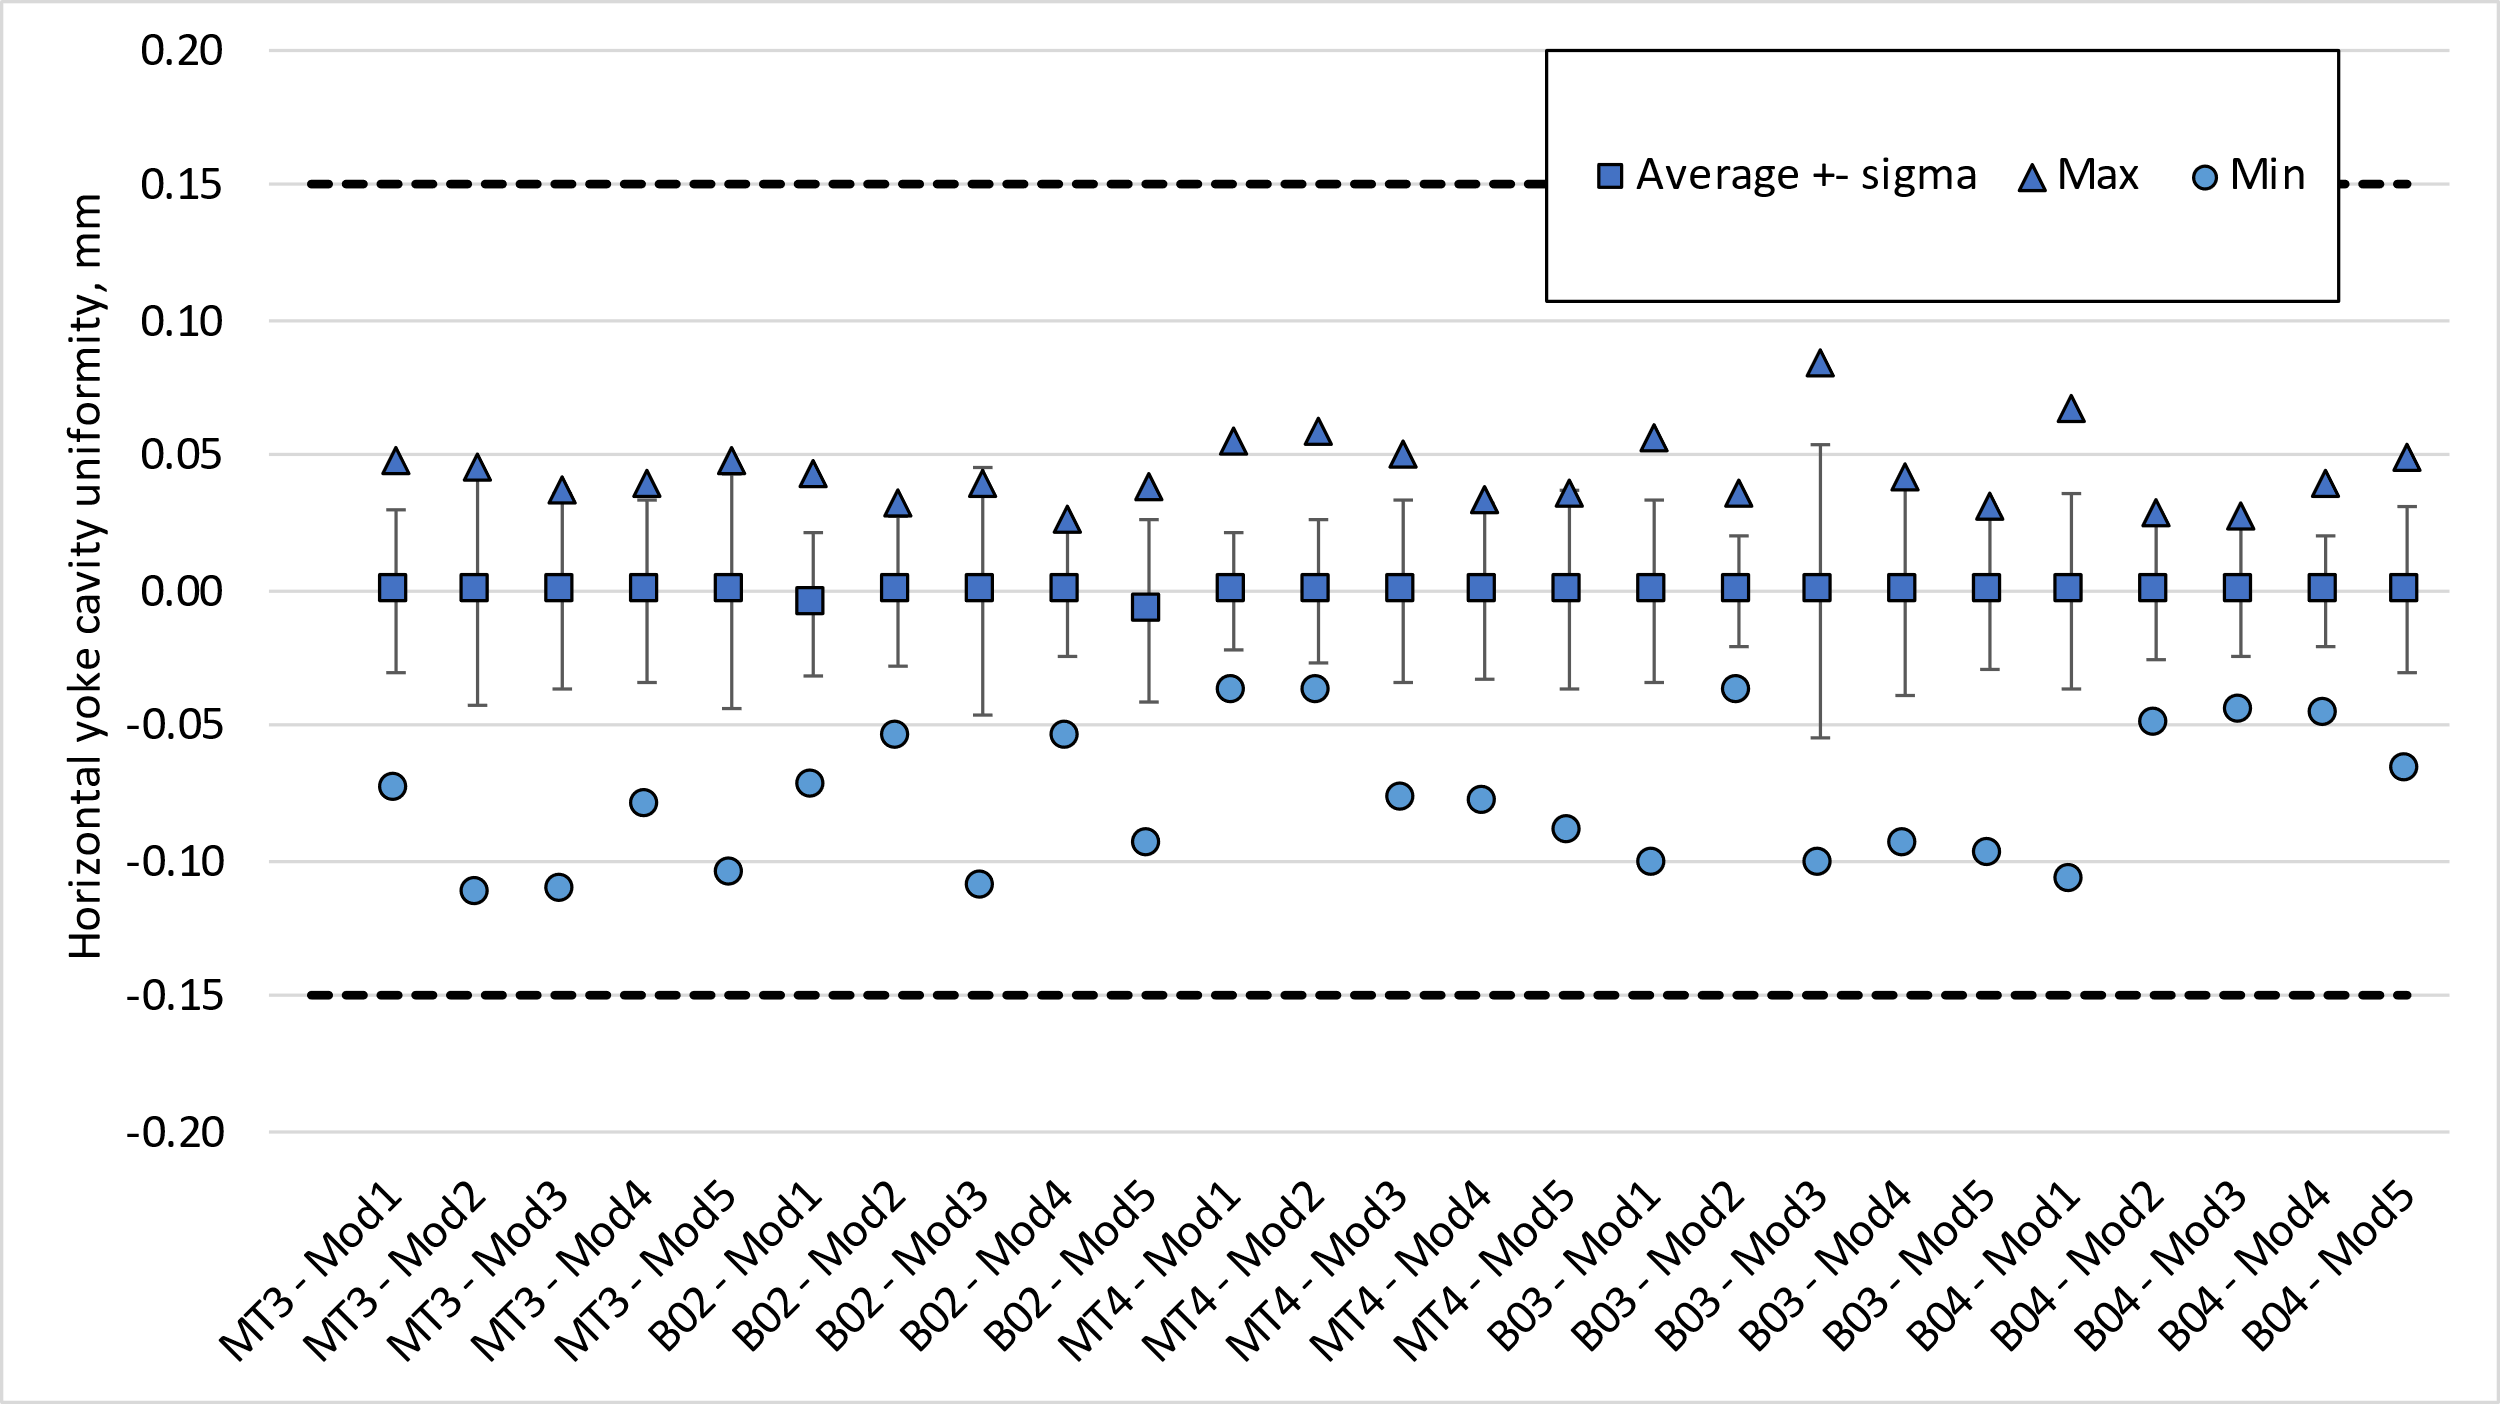 0.20
0.15
0.10
0.05
0.00
-0.05
-0.10
-0.15
-0.20
Horizontal yoke cavity uniformity, mm
Average +- sigma Max Min
MT3 - Mod1
MT3 - Mod2
MT3 - Mod3
MT3 - Mod4
MT3 - Mod5
B02 - Mod1
B02 - Mod2
B02 - Mod3
B02 - Mod4
B02 - Mod5
MT4 - Mod1
MT4 - Mod2
MT4 - Mod3
MT4 - Mod4
MT4 - Mod5
B03 - Mod1
B03 - Mod2
B03 - Mod3
B03 - Mod4
B03 - Mod5
B04 - Mod1
B04 - Mod2
B04 - Mod3
B04 - Mod4
B04 - Mod5